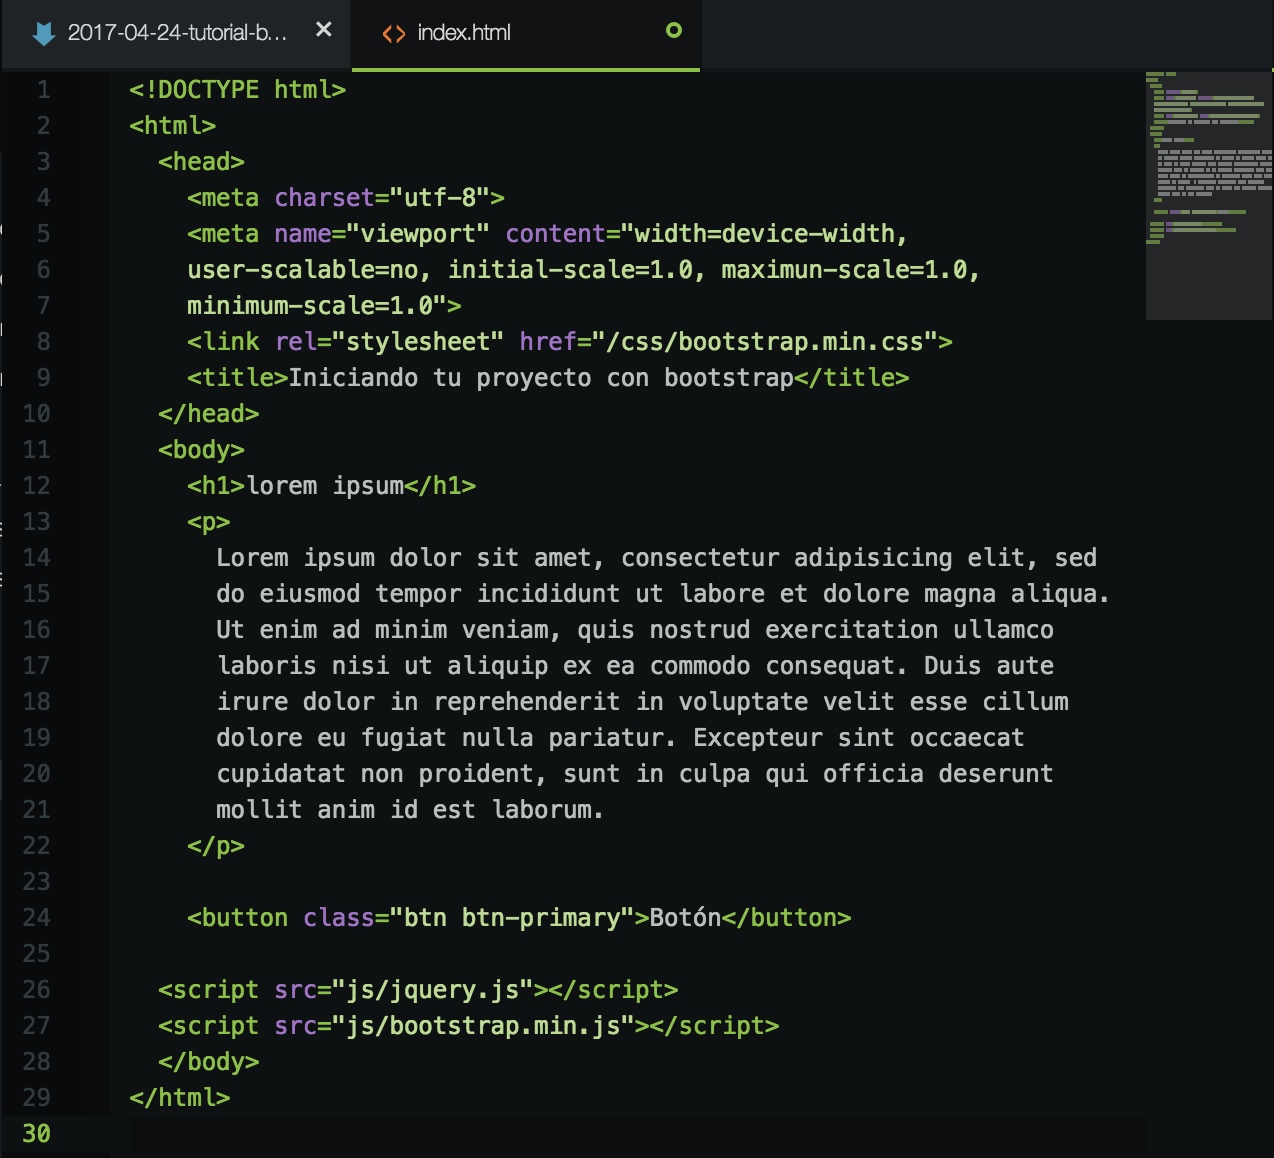 2017-04-24-tutorial-b...
index.html
1 <!DOCTYPE html>
2 <html>
3   <head>
4     <meta charset="utf-8">
5     <meta name="viewport" content="width=device-width,
6     user-scalable=no, initial-scale=1.0, maximun-scale=1.0,
7     minimum-scale=1.0">
8     <link rel="stylesheet" href="/css/bootstrap.min.css">
9     <title>Iniciando tu proyecto con bootstrap</title>
10   </head>
11   <body>
12     <h1>lorem ipsum</h1>
13     <p>
14       Lorem ipsum dolor sit amet, consectetur adipisicing elit, sed
15       do eiusmod tempor incididunt ut labore et dolore magna aliqua.
16       Ut enim ad minim veniam, quis nostrud exercitation ullamco
17       laboris nisi ut aliquip ex ea commodo consequat. Duis aute
18       irure dolor in reprehenderit in voluptate velit esse cillum
19       dolore eu fugiat nulla pariatur. Excepteur sint occaecat
20       cupidatat non proident, sunt in culpa qui officia deserunt
21       mollit anim id est laborum.
22     </p>
23
24     <button class="btn btn-primary">Botón</button>
25
26   <script src="js/jquery.js"></script>
27   <script src="js/bootstrap.min.js"></script>
28   </body>
29 </html>
30